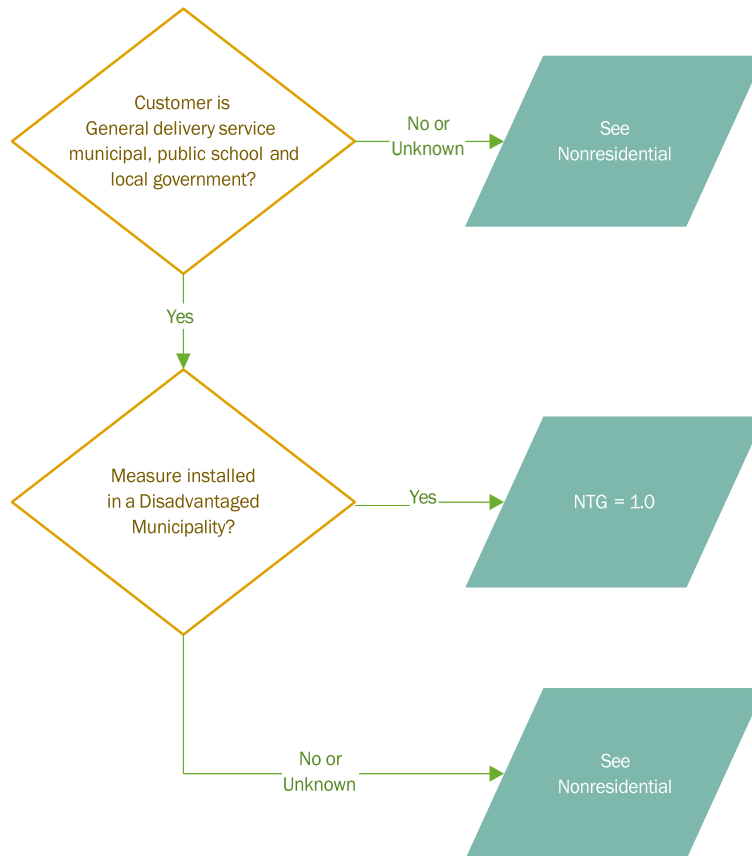 Customer is
General delivery service
municipal, public school and
local government?
No or
Unknown
See
Nonresidential
Yes
Measure installed
in a Disadvantaged
Municipality?
Yes
NTG = 1.0
No or
Unknown
See
Nonresidential